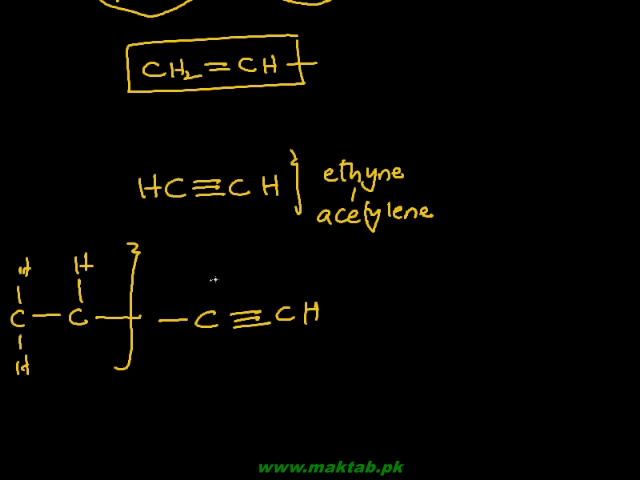 CH₂=CH—
HC≡CH } ethyne
acetylene
H H
C—C— } —C≡CH
H
www.maktab.pk